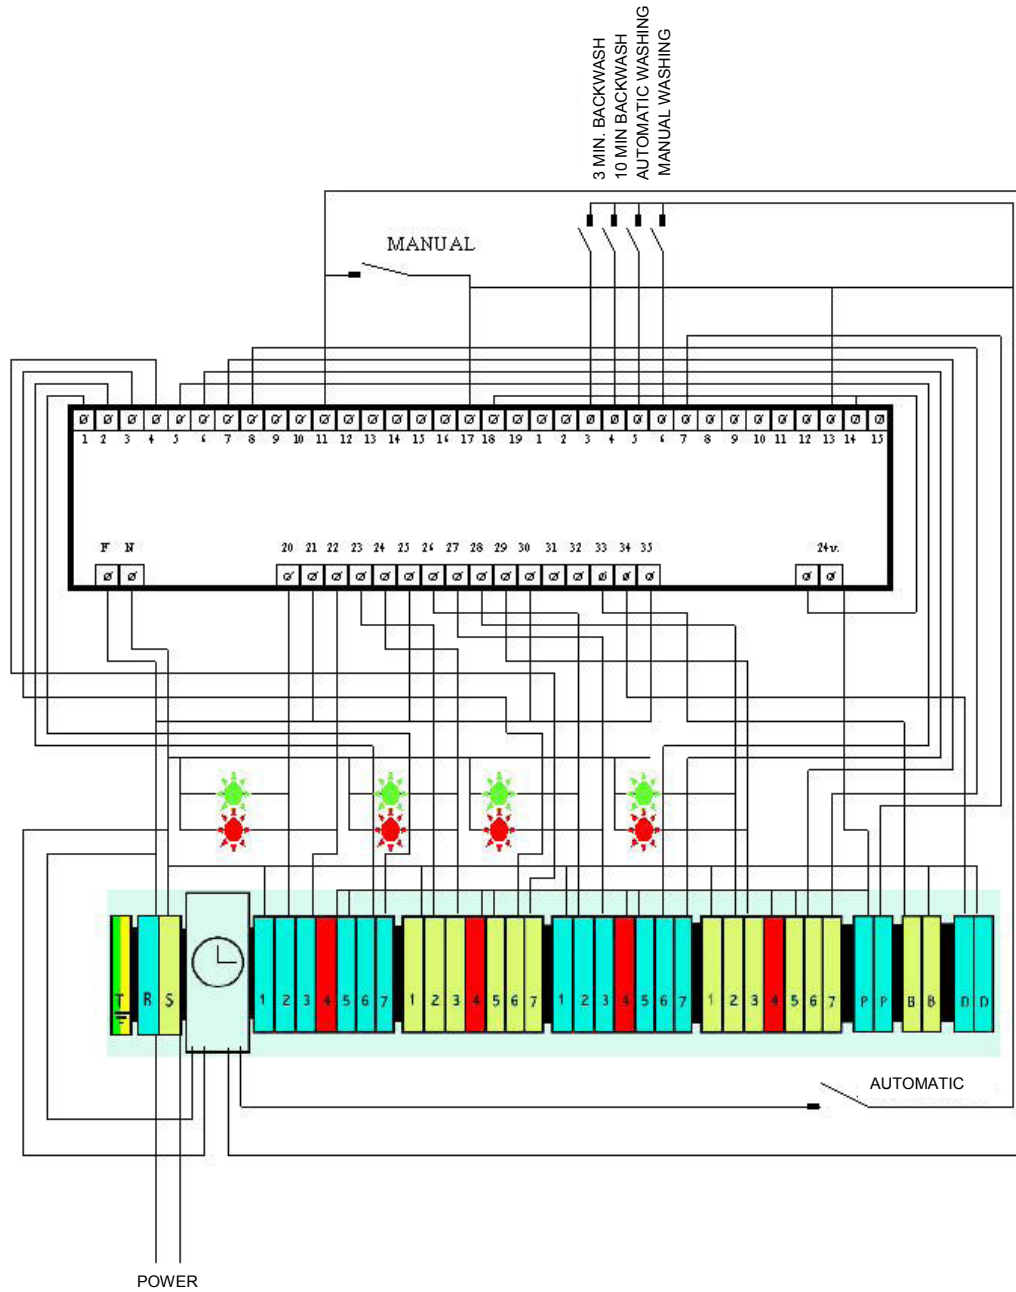 3 MIN. BACKWASH
10 MIN BACKWASH
AUTOMATIC WASHING
MANUAL WASHING
MANUAL
1 2 3 4 5 6 7 8 9 10 11 12 13 14 15 16 17 18 19 1 2 3 4 5 6 7 8 9 10 11 12 13 14 15
F N 20 21 22 23 24 25 26 27 28 29 30 31 32 33 34 35 24v.
T R S 1 2 3 4 5 6 7 1 2 3 4 5 6 7 1 2 3 4 5 6 7 1 2 3 4 5 6 7 P P B B D D
AUTOMATIC
POWER